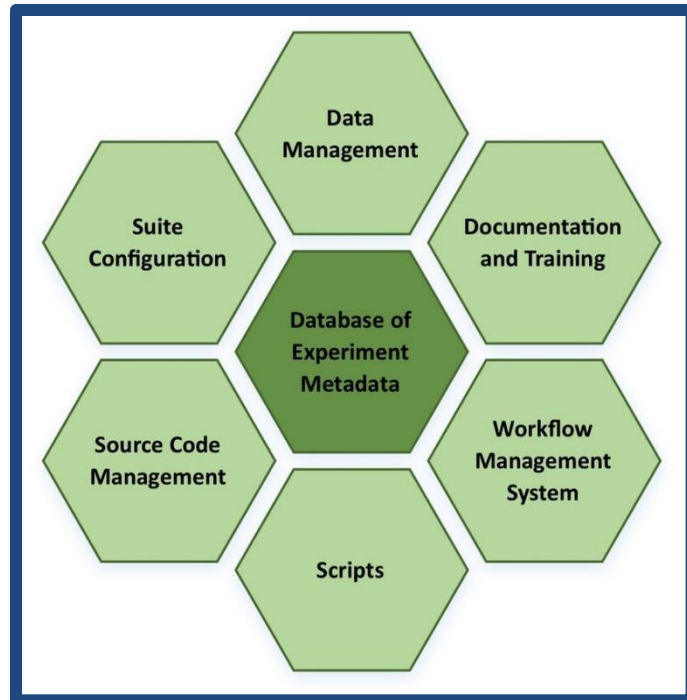 Data
Management
Suite
Configuration
Documentation
and Training
Database of
Experiment
Metadata
Source Code
Management
Workflow
Management
System
Scripts